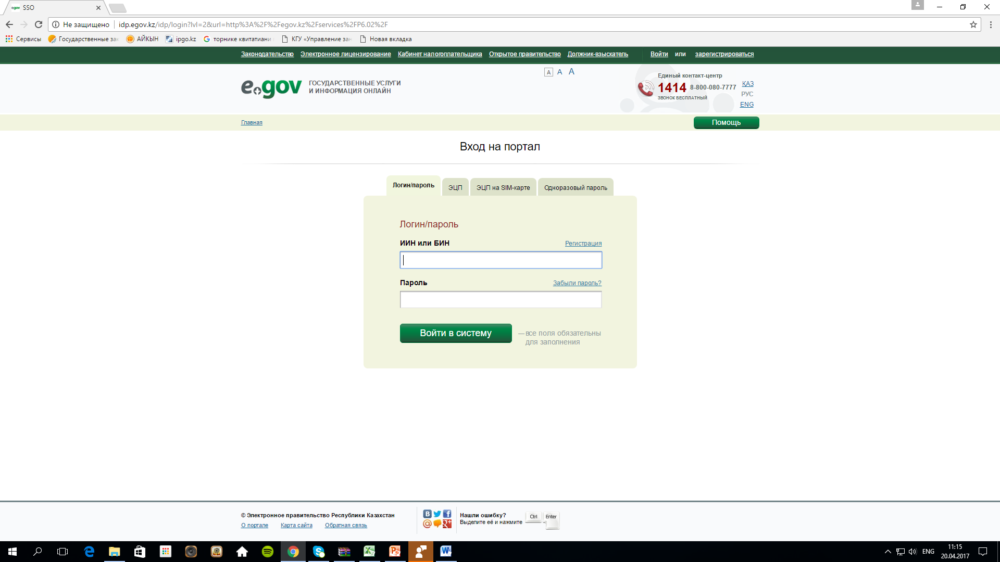 egov SSO
Не защищено idp.egov.kz/idp/login?lvl=2&url=http%3A%2F%2Fegov.kz%2Fservices%2FP6.02%2F
Сервисы Государственные зак АЙКЫН ipgo.kz G торнике квитатиани КГУ «Управление зан Новая вкладка
Законодательство Электронное лицензирование Кабинет налогоплательщика Открытое правительство Должник-взыскатель Войти или зарегистрироваться
A A A
Единый контакт-центр
e.gov ГОСУДАРСТВЕННЫЕ УСЛУГИ
И ИНФОРМАЦИЯ ОНЛАЙН
1414 8-800-080-7777
ЗВОНОК БЕСПЛАТНЫЙ
ҚАЗ
РУС
ENG
Главная Помощь
Вход на портал
Логин/пароль ЭЦП ЭЦП на SIM-карте Одноразовый пароль
Логин/пароль
ИИН или БИН Регистрация
Пароль Забыли пароль?
Войти в систему — все поля обязательны
для заполнения
© Электронное правительство Республики Казахстан
О портале Карта сайта Обратная связь
Нашли ошибку?
Выделите её и нажмите Ctrl Enter
ENG 11:15
20.04.2017